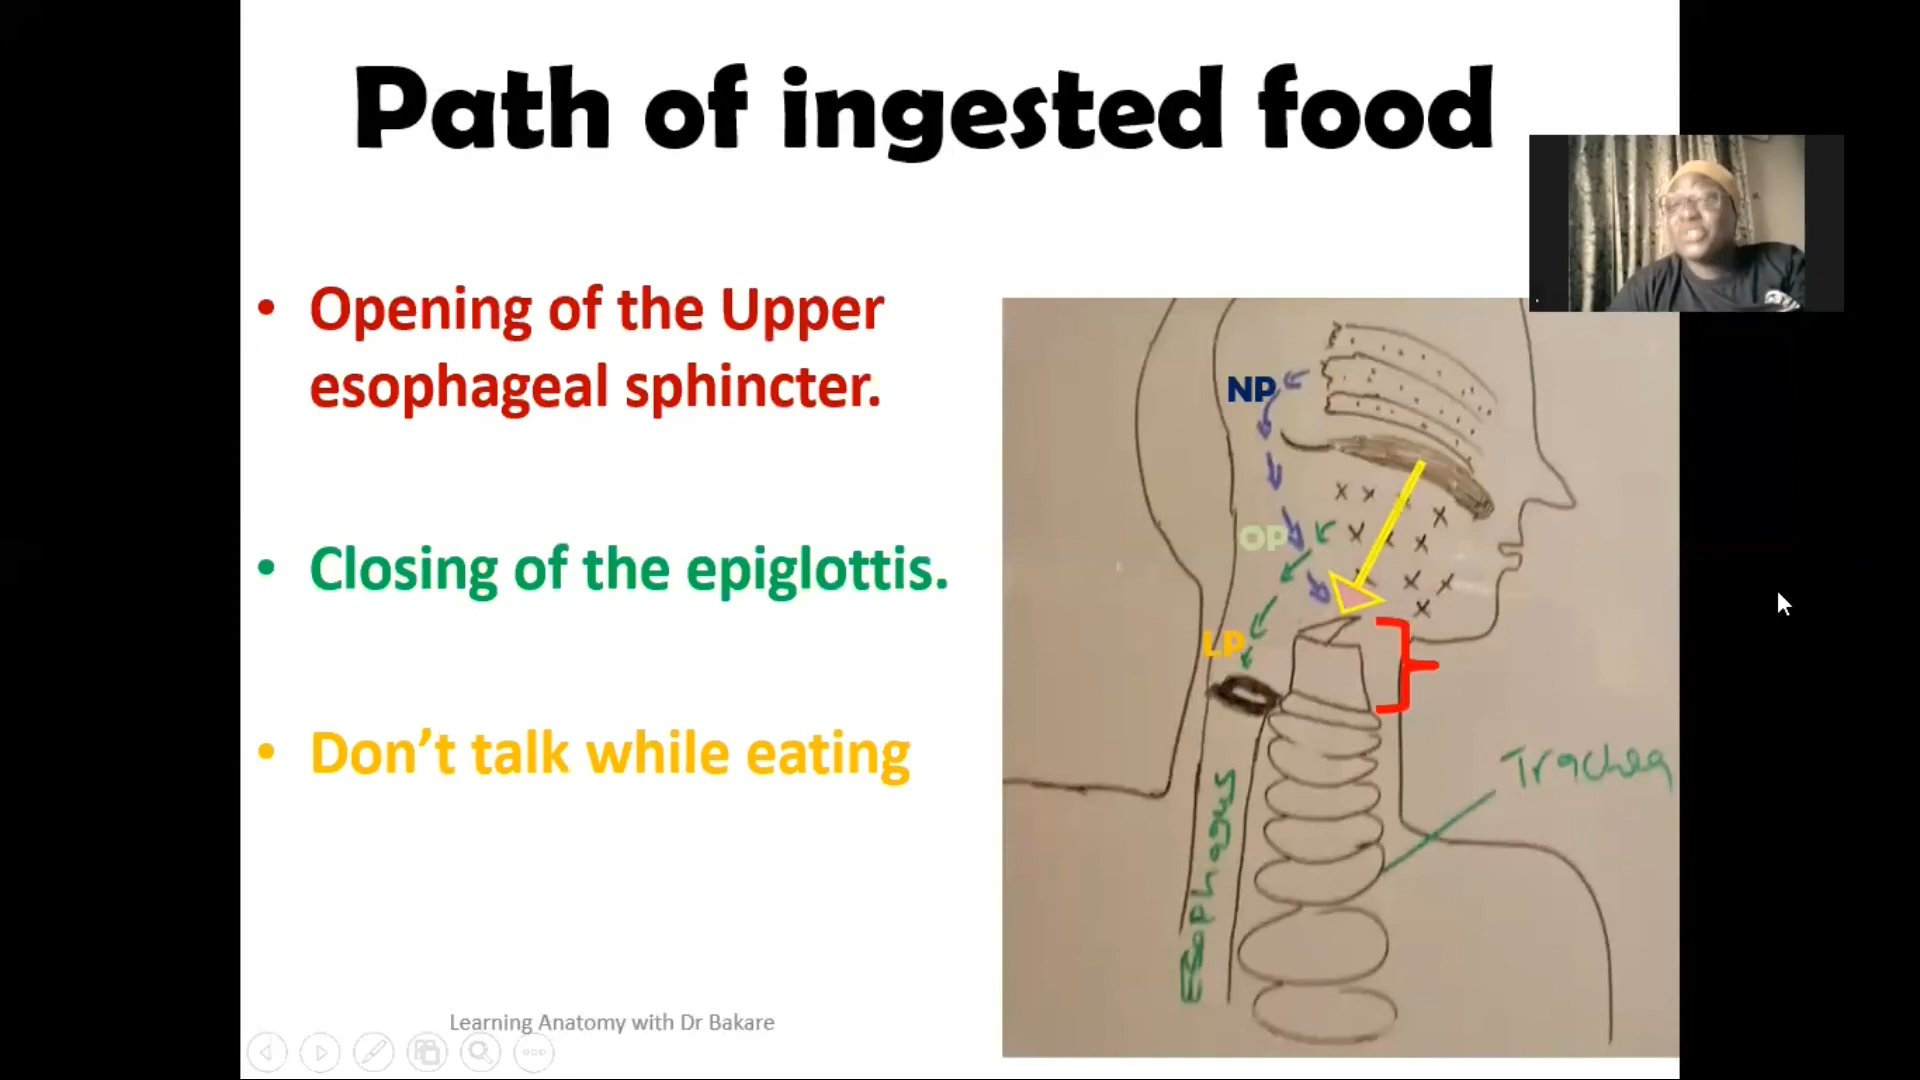 Path of ingested food
• Opening of the Upper
esophageal sphincter.
• Closing of the epiglottis.
• Don’t talk while eating
NP
OP
LP
Trachea
Esophagus
Learning Anatomy with Dr Bakare